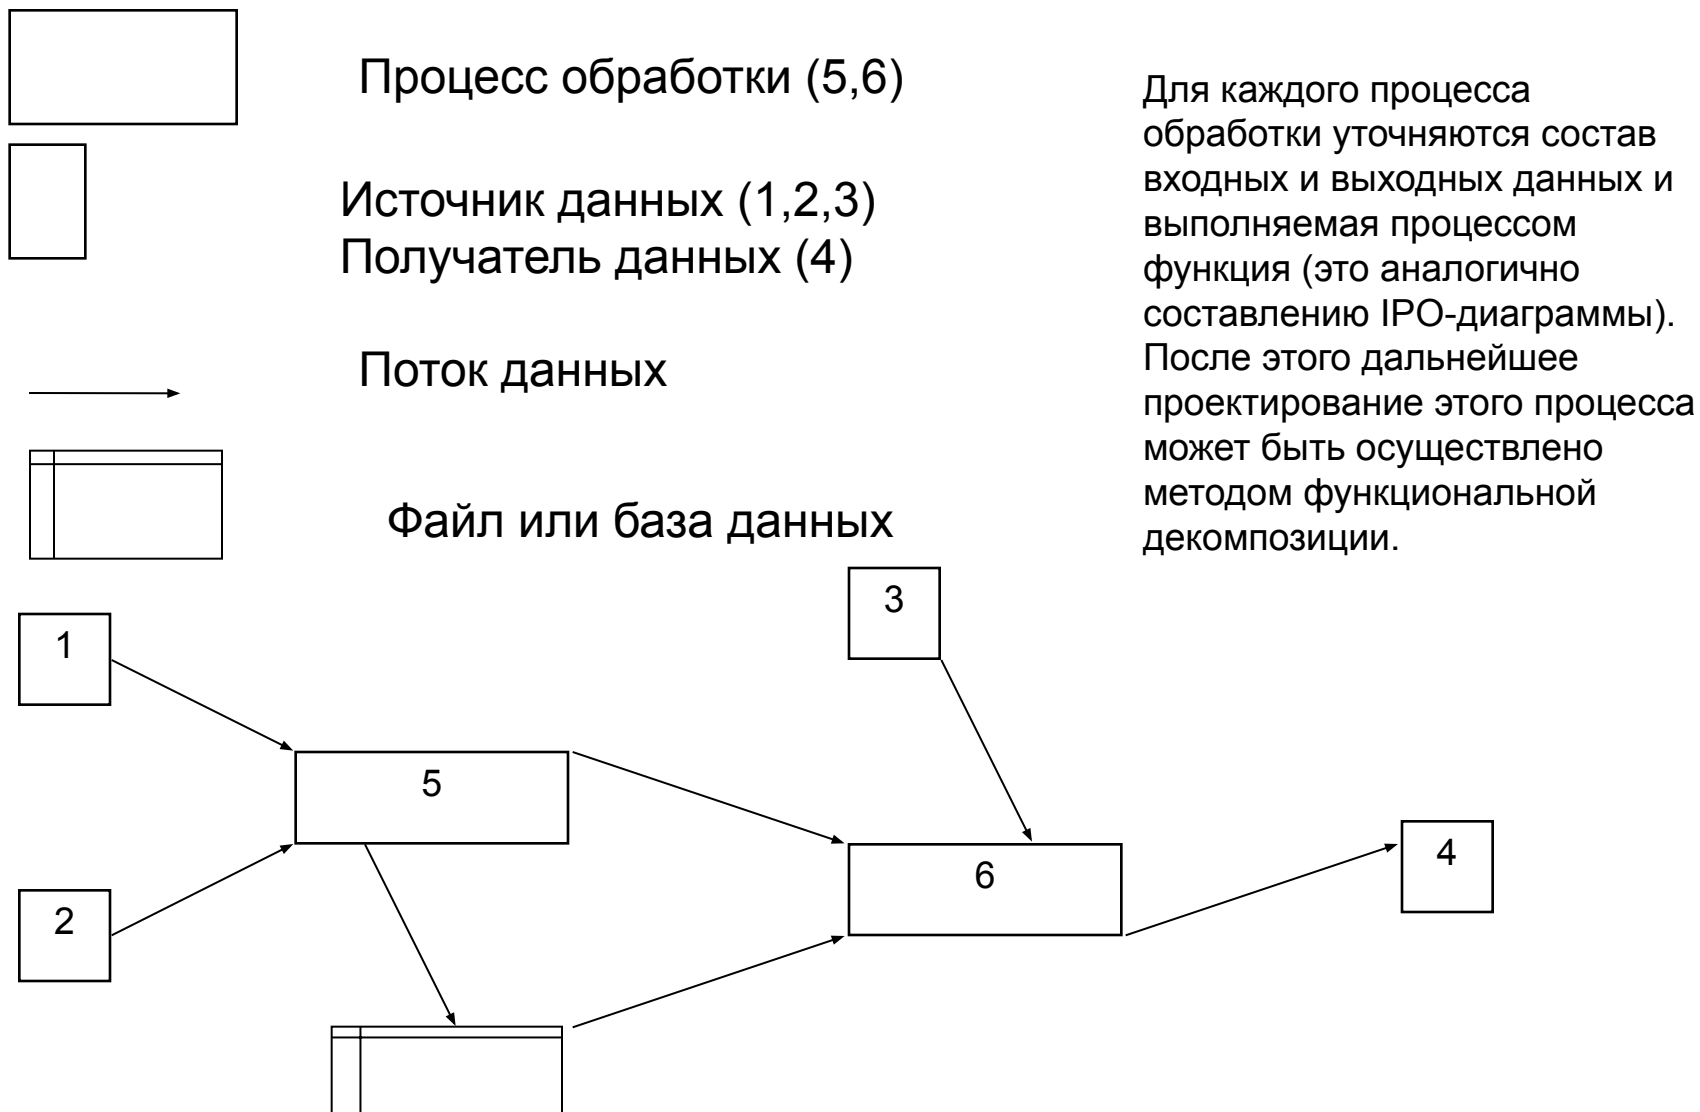 Процесс обработки (5,6)
Источник данных (1,2,3)
Получатель данных (4)
Поток данных
Файл или база данных
Для каждого процесса
обработки уточняются состав
входных и выходных данных и
выполняемая процессом
функция (это аналогично
составлению IPO-диаграммы).
После этого дальнейшее
проектирование этого процесса
может быть осуществлено
методом функциональной
декомпозиции.
3
1
5
4
6
2